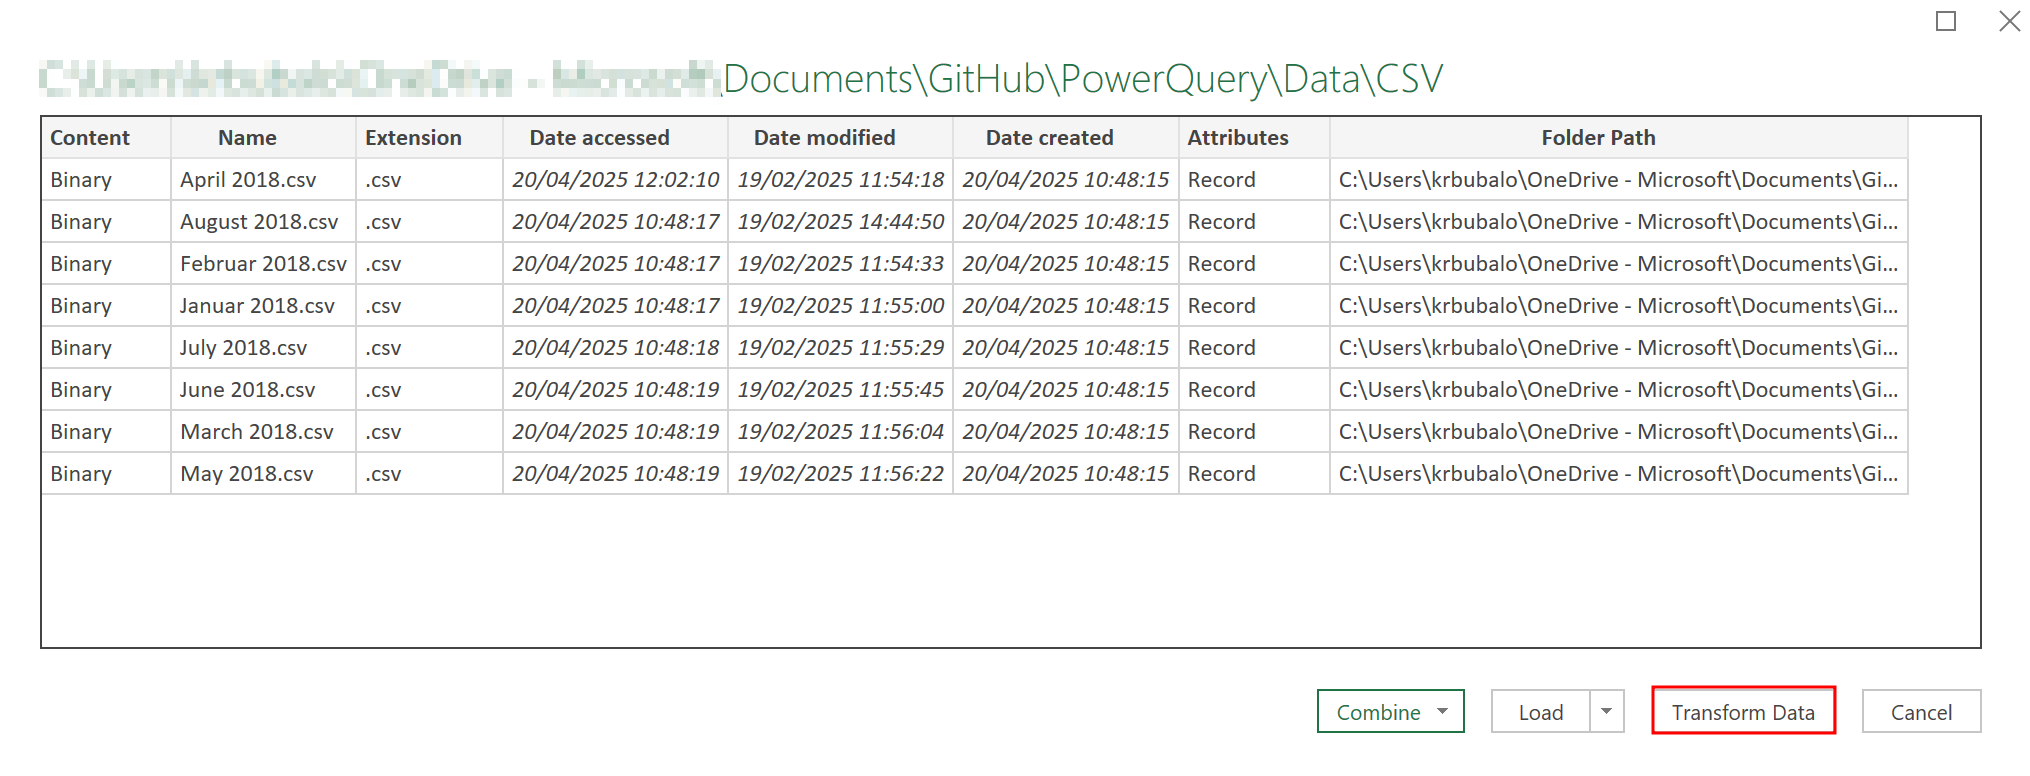 \Documents\GitHub\PowerQuery\Data\CSV
Content Name Extension Date accessed Date modified Date created Attributes Folder Path
Binary April 2018.csv .csv 20/04/2025 12:02:10 19/02/2025 11:54:18 20/04/2025 10:48:15 Record C:\Users\krbubalo\OneDrive - Microsoft\Documents\Gi...
Binary August 2018.csv .csv 20/04/2025 10:48:17 19/02/2025 14:44:50 20/04/2025 10:48:15 Record C:\Users\krbubalo\OneDrive - Microsoft\Documents\Gi...
Binary Februar 2018.csv .csv 20/04/2025 10:48:17 19/02/2025 11:54:33 20/04/2025 10:48:15 Record C:\Users\krbubalo\OneDrive - Microsoft\Documents\Gi...
Binary Januar 2018.csv .csv 20/04/2025 10:48:17 19/02/2025 11:55:00 20/04/2025 10:48:15 Record C:\Users\krbubalo\OneDrive - Microsoft\Documents\Gi...
Binary July 2018.csv .csv 20/04/2025 10:48:18 19/02/2025 11:55:29 20/04/2025 10:48:15 Record C:\Users\krbubalo\OneDrive - Microsoft\Documents\Gi...
Binary June 2018.csv .csv 20/04/2025 10:48:19 19/02/2025 11:55:45 20/04/2025 10:48:15 Record C:\Users\krbubalo\OneDrive - Microsoft\Documents\Gi...
Binary March 2018.csv .csv 20/04/2025 10:48:19 19/02/2025 11:56:04 20/04/2025 10:48:15 Record C:\Users\krbubalo\OneDrive - Microsoft\Documents\Gi...
Binary May 2018.csv .csv 20/04/2025 10:48:19 19/02/2025 11:56:22 20/04/2025 10:48:15 Record C:\Users\krbubalo\OneDrive - Microsoft\Documents\Gi...
Combine Load Transform Data Cancel